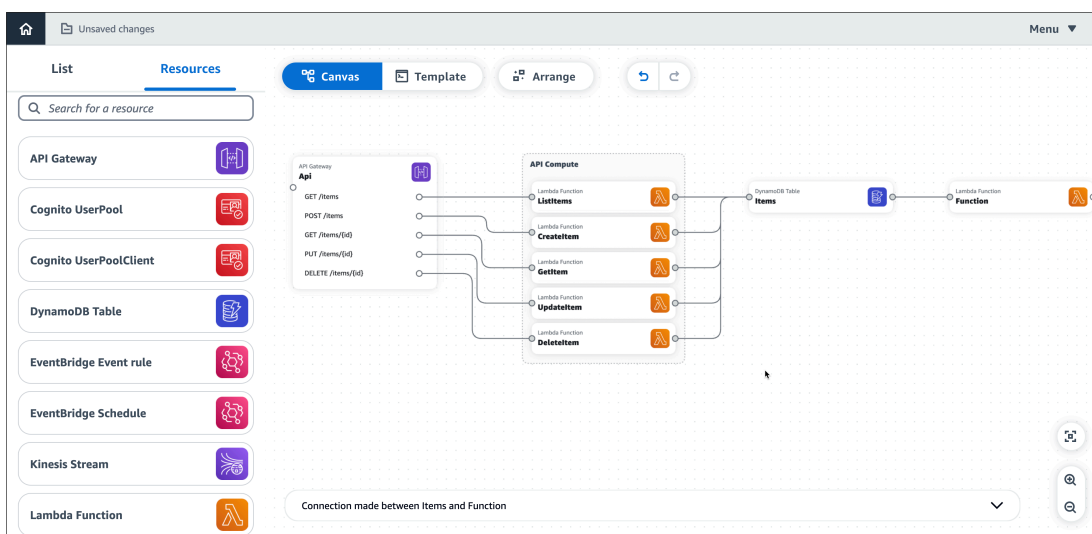 Unsaved changes
Menu ▼
List
Resources
Canvas
Template
Arrange
Search for a resource
API Gateway
Cognito UserPool
Cognito UserPoolClient
DynamoDB Table
EventBridge Event rule
EventBridge Schedule
Kinesis Stream
Lambda Function
API Gateway
Api
GET /items
POST /items
GET /items/{id}
PUT /items/{id}
DELETE /items/{id}
API Compute
Lambda Function
ListItems
Lambda Function
CreateItem
Lambda Function
GetItem
Lambda Function
UpdateItem
Lambda Function
DeleteItem
DynamoDB Table
Items
Lambda Function
Function
Connection made between Items and Function